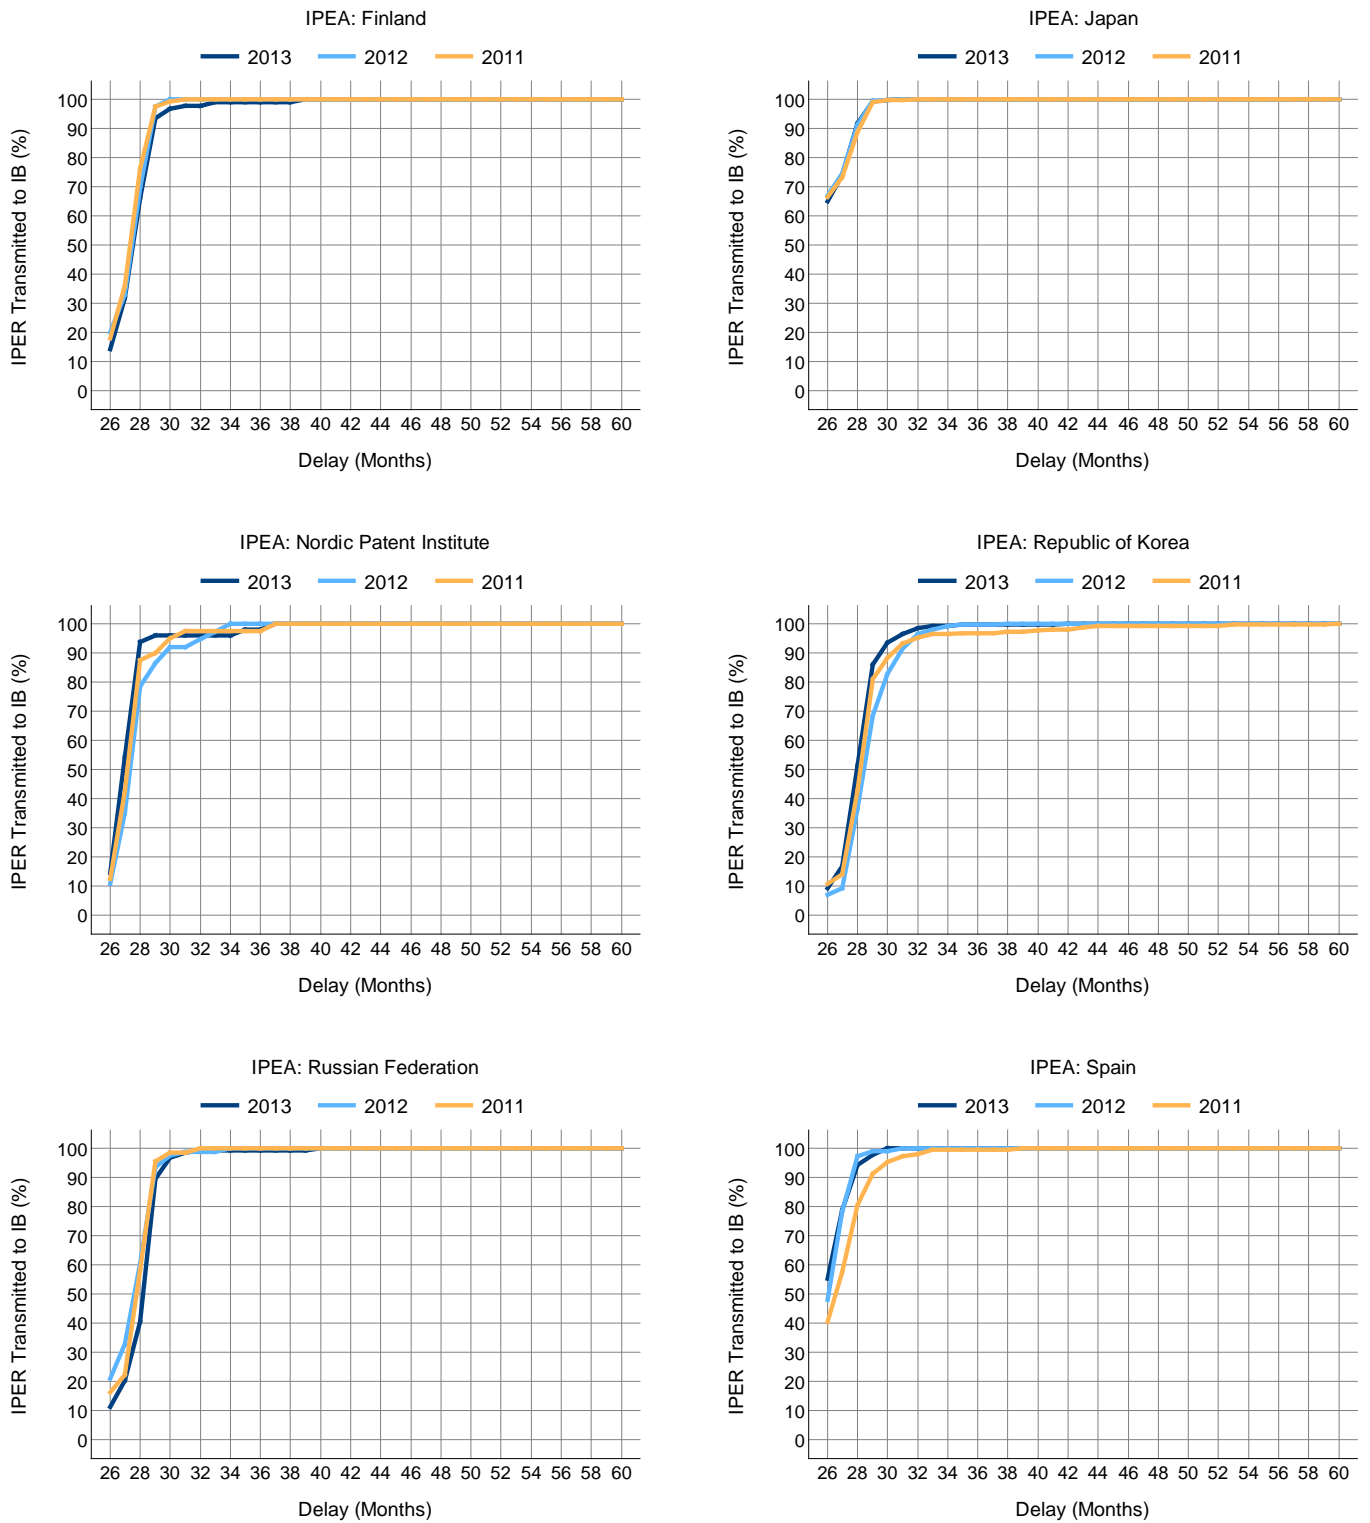 IPEA: Finland
2013 2012 2011
IPER Transmitted to IB (%)
100
90
80
70
60
50
40
30
20
10
0
26 28 30 32 34 36 38 40 42 44 46 48 50 52 54 56 58 60
Delay (Months)
IPEA: Japan
2013 2012 2011
IPER Transmitted to IB (%)
100
90
80
70
60
50
40
30
20
10
0
26 28 30 32 34 36 38 40 42 44 46 48 50 52 54 56 58 60
Delay (Months)
IPEA: Nordic Patent Institute
2013 2012 2011
IPER Transmitted to IB (%)
100
90
80
70
60
50
40
30
20
10
0
26 28 30 32 34 36 38 40 42 44 46 48 50 52 54 56 58 60
Delay (Months)
IPEA: Republic of Korea
2013 2012 2011
IPER Transmitted to IB (%)
100
90
80
70
60
50
40
30
20
10
0
26 28 30 32 34 36 38 40 42 44 46 48 50 52 54 56 58 60
Delay (Months)
IPEA: Russian Federation
2013 2012 2011
IPER Transmitted to IB (%)
100
90
80
70
60
50
40
30
20
10
0
26 28 30 32 34 36 38 40 42 44 46 48 50 52 54 56 58 60
Delay (Months)
IPEA: Spain
2013 2012 2011
IPER Transmitted to IB (%)
100
90
80
70
60
50
40
30
20
10
0
26 28 30 32 34 36 38 40 42 44 46 48 50 52 54 56 58 60
Delay (Months)